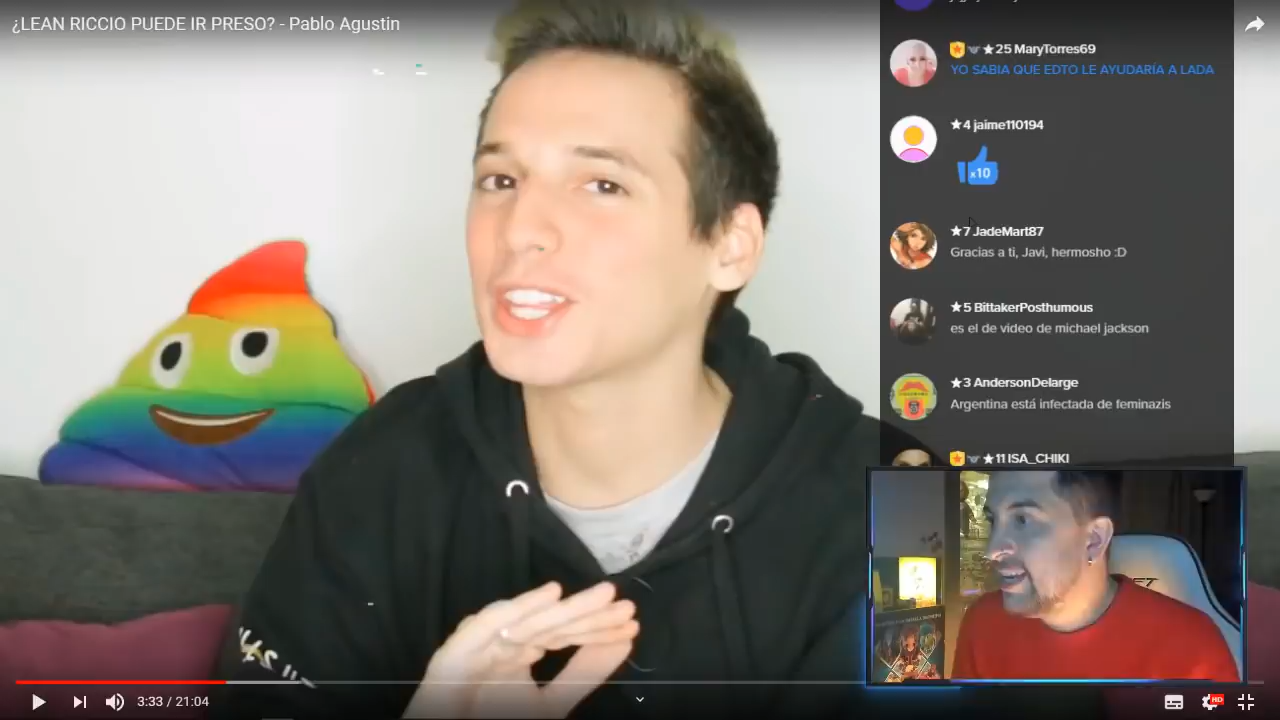 ¿LEAN RICCIO PUEDE IR PRESO? - Pablo Agustin
★25 MaryTorres69
YO SABIA QUE EDTO LE AYUDARÍA A LADA
★4 jaime110194
x10
★7 JadeMart87
Gracias a ti, Javi, hermosho :D
★5 BittakerPosthumous
es el de video de michael jackson
★3 AndersonDelarge
Argentina está infectada de feminazis
★11 ISA_CHIKI
3:33 / 21:04
HD